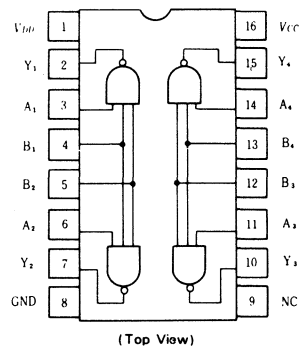 VDD 1 16 VCC
Y1 2 15 Y4
A1 3 14 A4
B1 4 13 B4
B2 5 12 B3
A2 6 11 A3
Y2 7 10 Y3
GND 8 9 NC
(Top View)